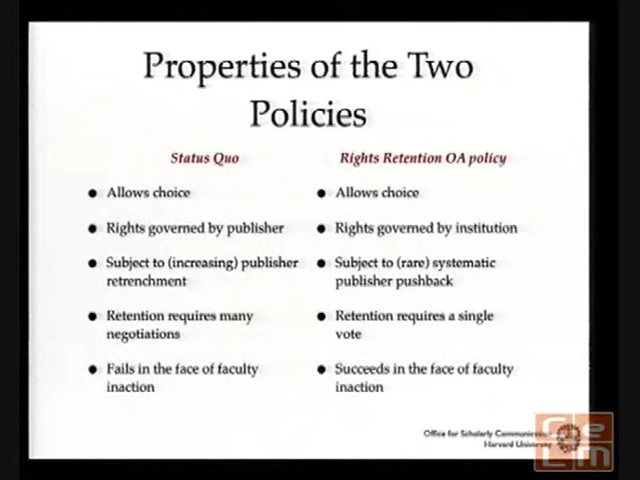 Properties of the Two
Policies
Status Quo
Rights Retention OA policy
Allows choice
Rights governed by publisher
Subject to (increasing) publisher
retrenchment
Retention requires many
negotiations
Fails in the face of faculty
inaction
Allows choice
Rights governed by institution
Subject to (rare) systematic
publisher pushback
Retention requires a single
vote
Succeeds in the face of faculty
inaction
Office for Scholarly Communication
Harvard University
CeLm